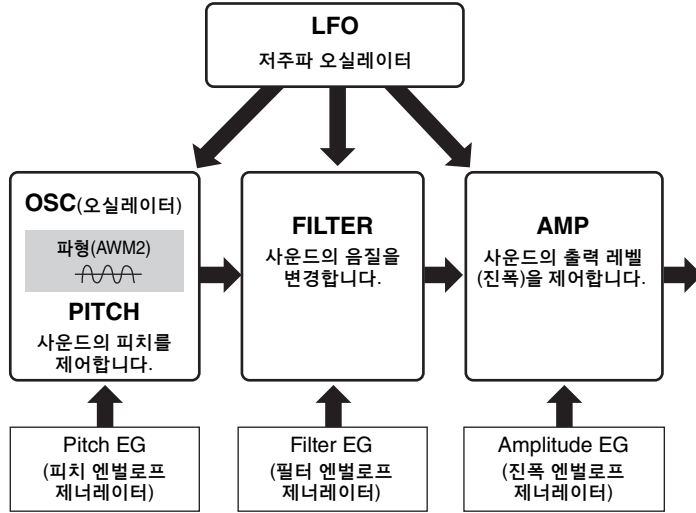 LFO
저주파 오실레이터
OSC(오실레이터)
파형(AWM2)
PITCH
사운드의 피치를
제어합니다.
FILTER
사운드의 음질을
변경합니다.
AMP
사운드의 출력 레벨
(진폭)을 제어합니다.
Pitch EG
(피치 엔벌로프
제너레이터)
Filter EG
(필터 엔벌로프
제너레이터)
Amplitude EG
(진폭 엔벌로프
제너레이터)